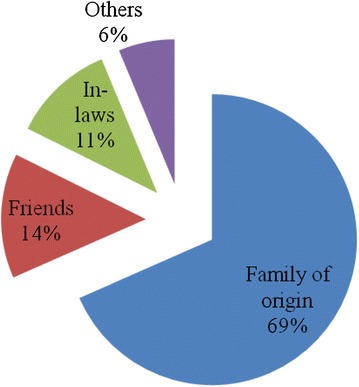 Others
6%
In-
laws
11%
Friends
14%
Family of
origin
69%